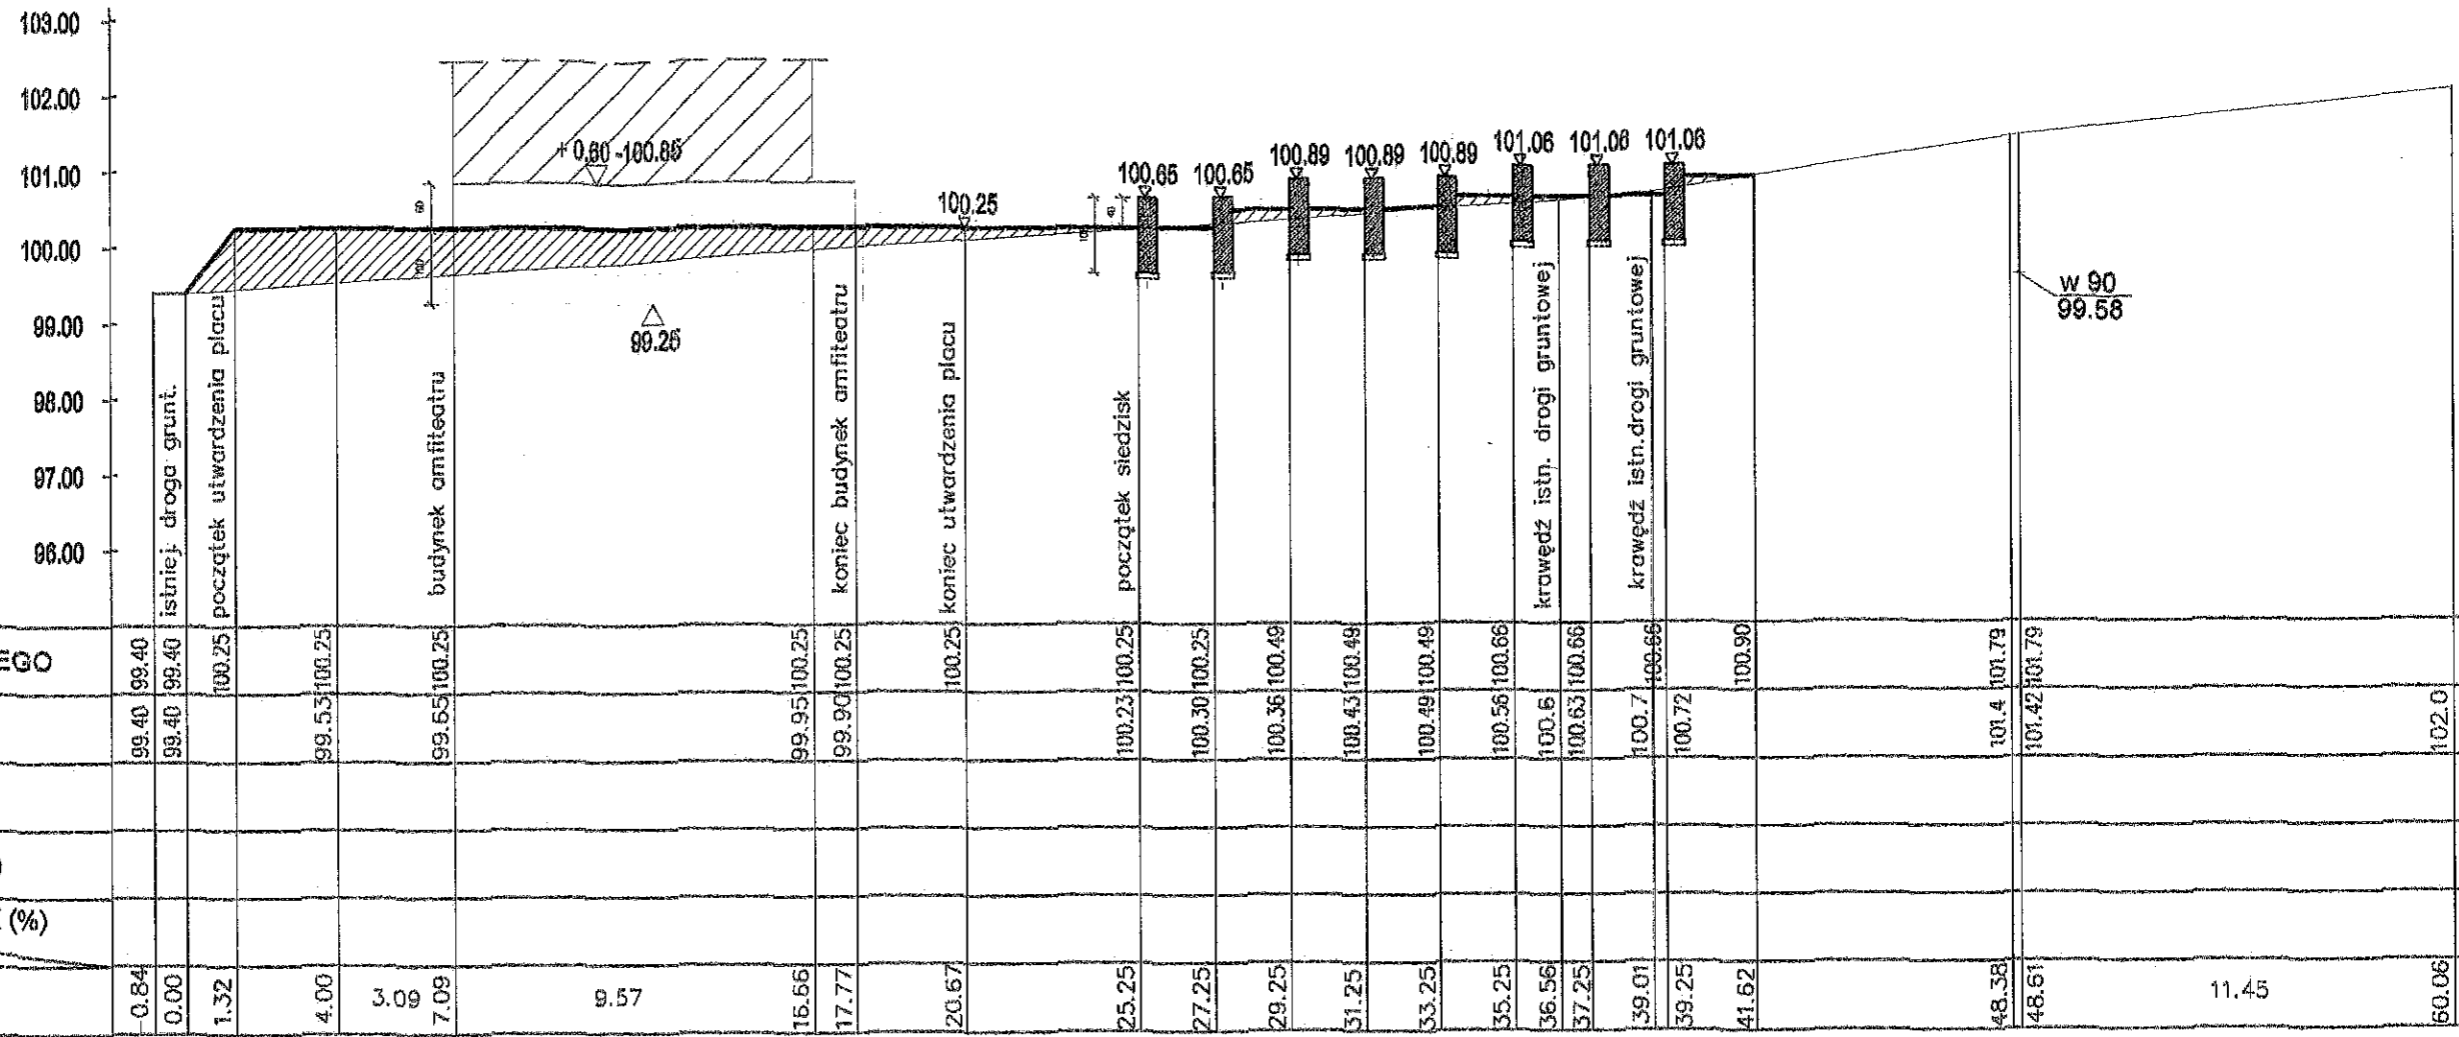 103.00
102.00
101.00
100.00
99.00
98.00
97.00
96.00
+0.60 -100.85
60
99.25
100.25
100.65
100.65
100.89
100.89
100.89
101.06
101.06
101.06
w 90
99.58
istniej. droga grunt.
początek utwardzenia placu
budynek amfiteatru
koniec budynek amfiteatru
koniec utwardzenia placu
początek siedzisk
krawędź istn. drogi gruntowej
krawędź istn.drogi gruntowej
EGO
99.40 99.40 100.25 100.25 100.25 100.25 100.25 100.25 100.25 100.25 100.49 100.49 100.49 100.66 100.66 100.66 100.90 101.79 101.79
99.40 99.40 99.53 99.65 99.95 99.90 100.23 100.30 100.36 100.43 100.49 100.56 100.6 100.63 100.7 100.72 101.4 101.42 102.0
(%)
-0.84 0.00 1.32 4.00 3.09 7.09 9.57 16.66 17.77 20.67 25.25 27.25 29.25 31.25 33.25 35.25 36.56 37.25 39.01 39.25 41.62 48.38 48.61 11.45 60.06